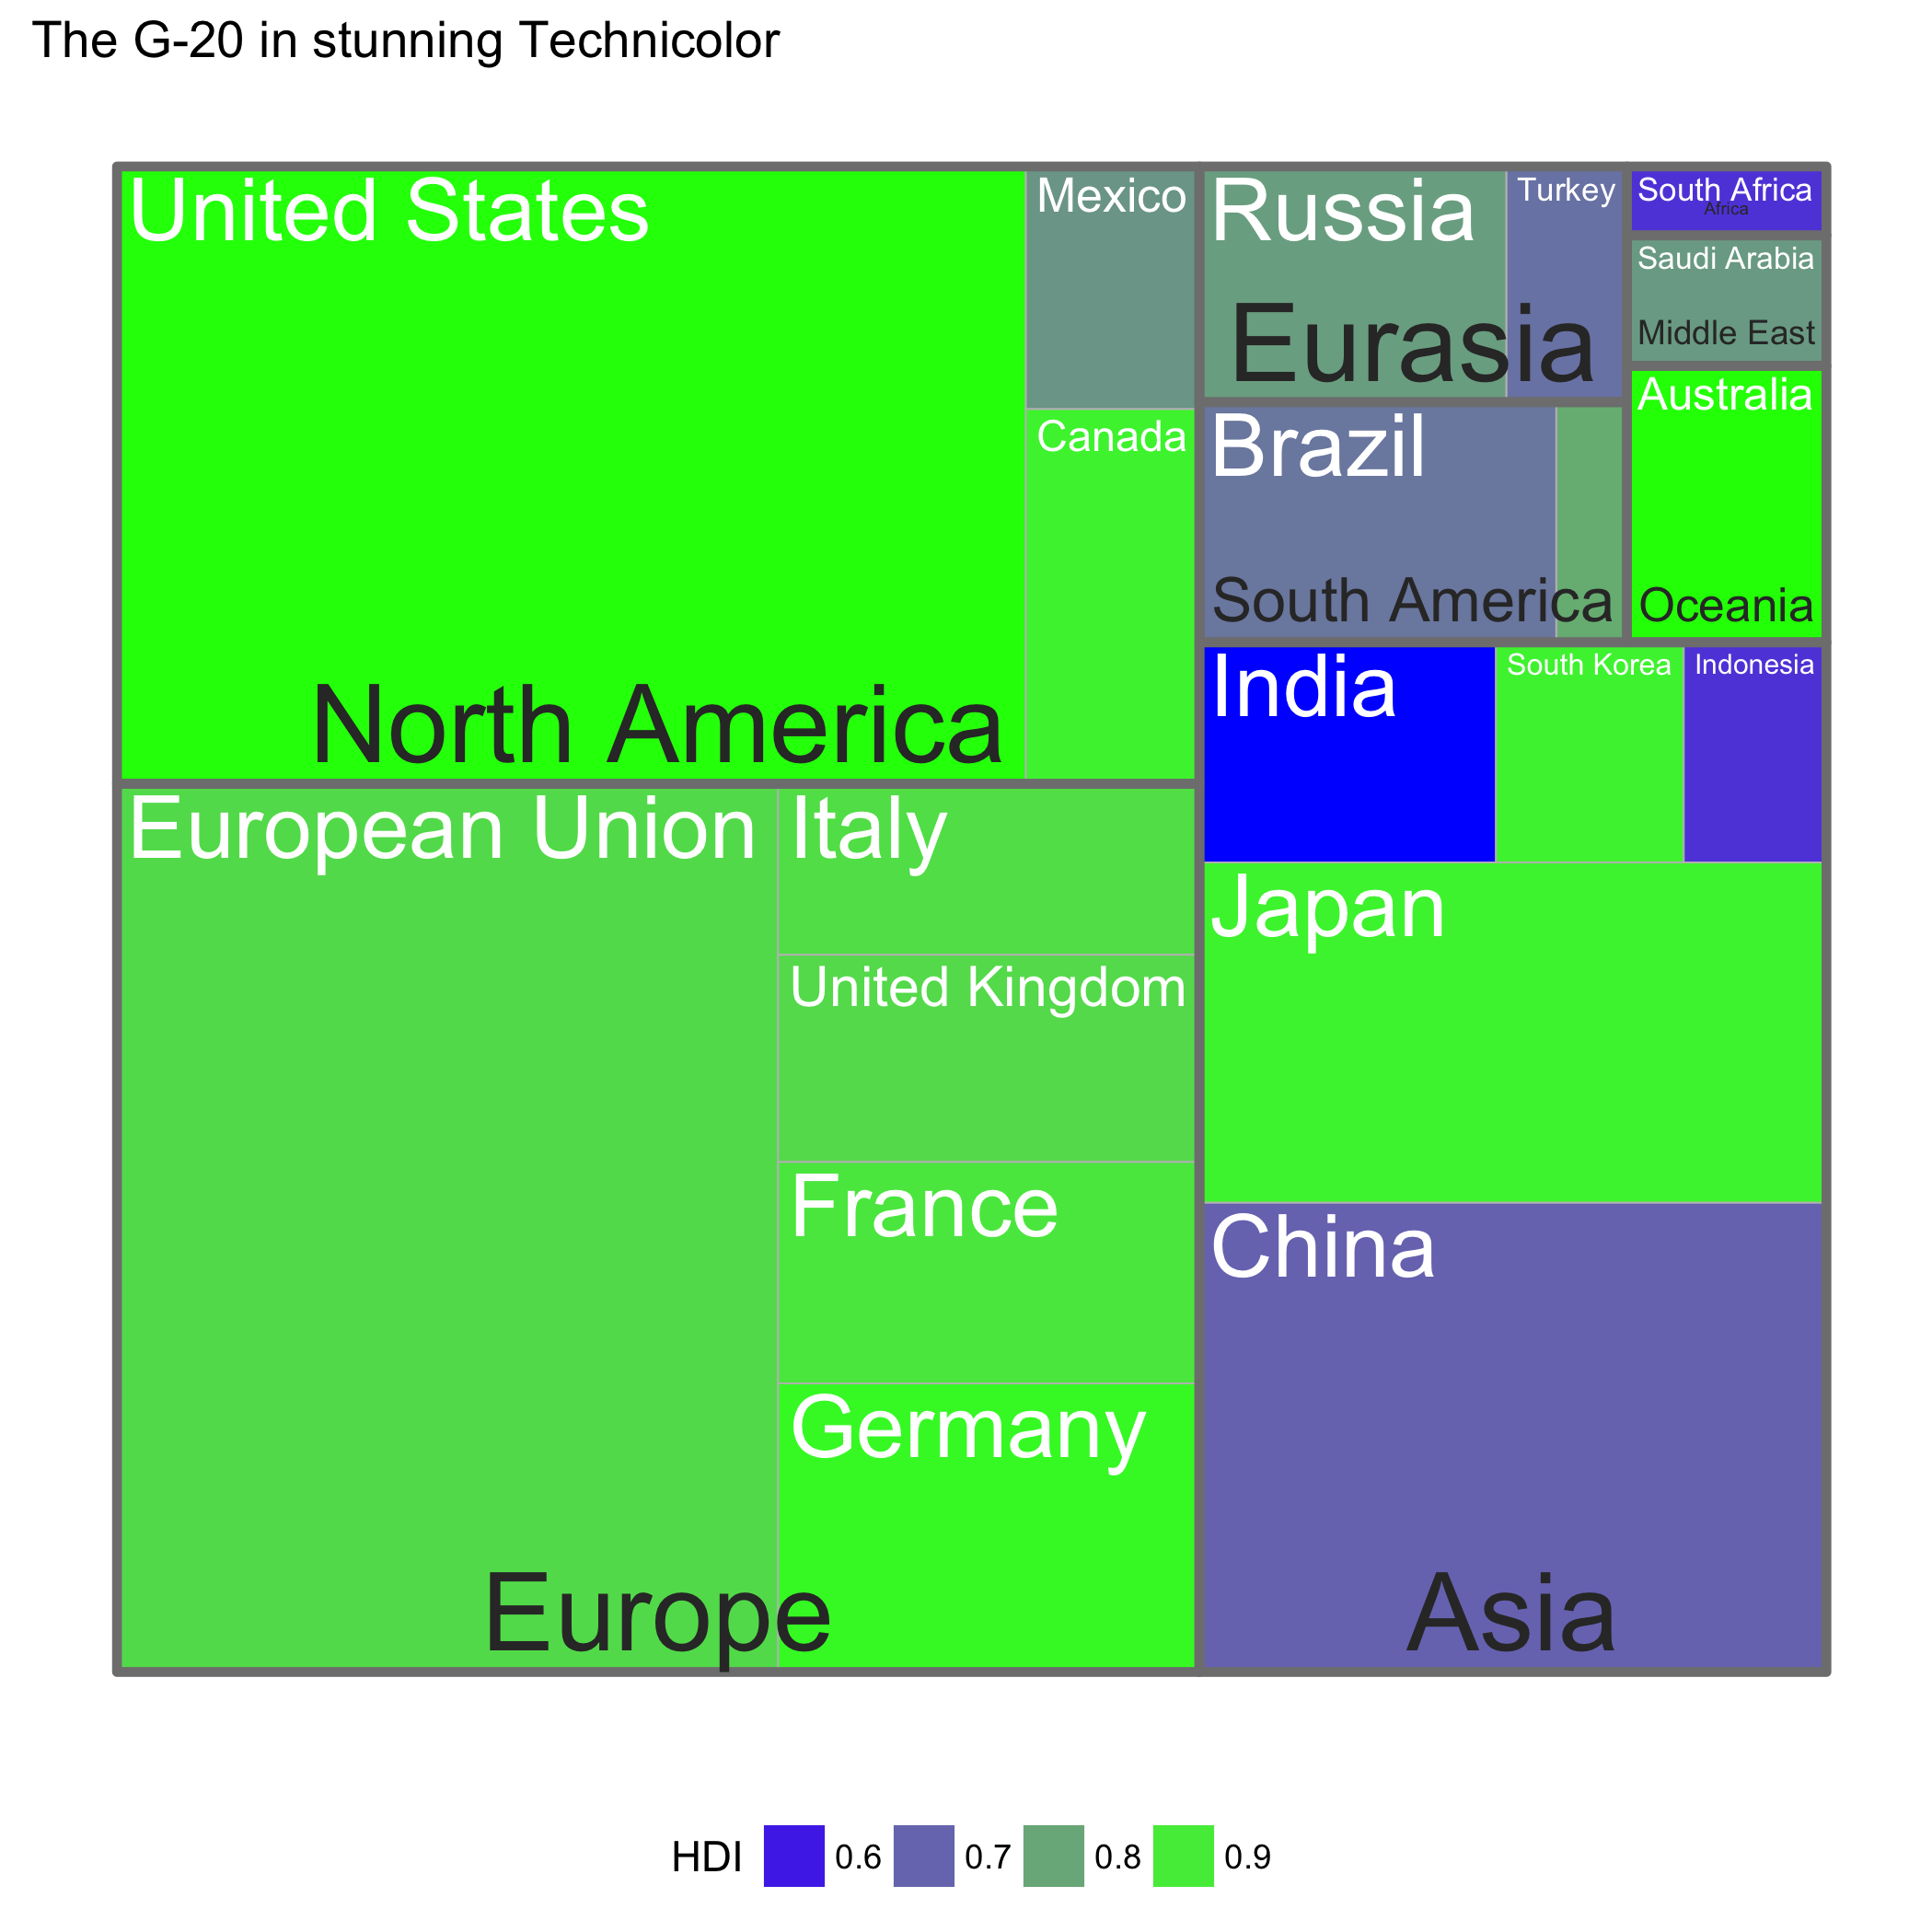 The G-20 in stunning Technicolor
United States
Mexico
Canada
North America
Russia
Turkey
Eurasia
South Africa
Africa
Saudi Arabia
Middle East
Brazil
South America
Australia
Oceania
European Union
Italy
United Kingdom
France
Germany
Europe
India
South Korea
Indonesia
Japan
China
Asia
HDI 0.6 0.7 0.8 0.9